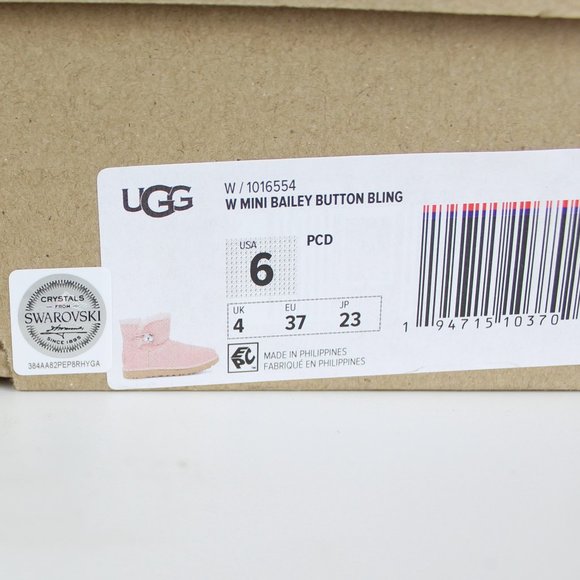 UGG
W / 1016554
W MINI BAILEY BUTTON BLING
USA
6
PCD
UK
4
EU
37
JP
23
MADE IN PHILIPPINES
FABRIQUÉ EN PHILIPPINES
1 94715 10370
CRYSTALS
FROM
SWAROVSKI
SINCE 1895
384AA82PEP8RHYGA